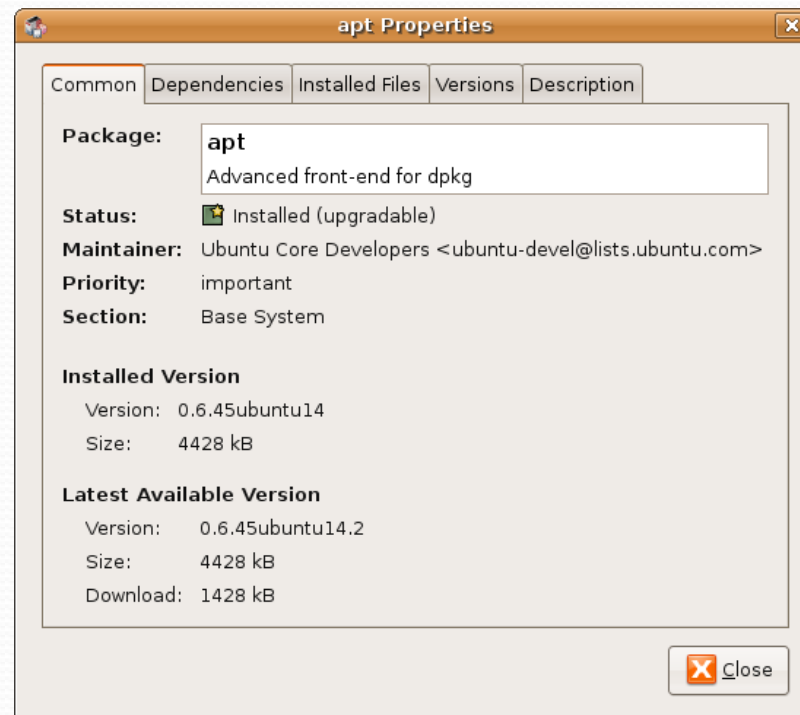 apt Properties
Common Dependencies Installed Files Versions Description
Package: apt
Advanced front-end for dpkg
Status: Installed (upgradable)
Maintainer: Ubuntu Core Developers <ubuntu-devel@lists.ubuntu.com>
Priority: important
Section: Base System
Installed Version
Version: 0.6.45ubuntu14
Size: 4428 kB
Latest Available Version
Version: 0.6.45ubuntu14.2
Size: 4428 kB
Download: 1428 kB
Close